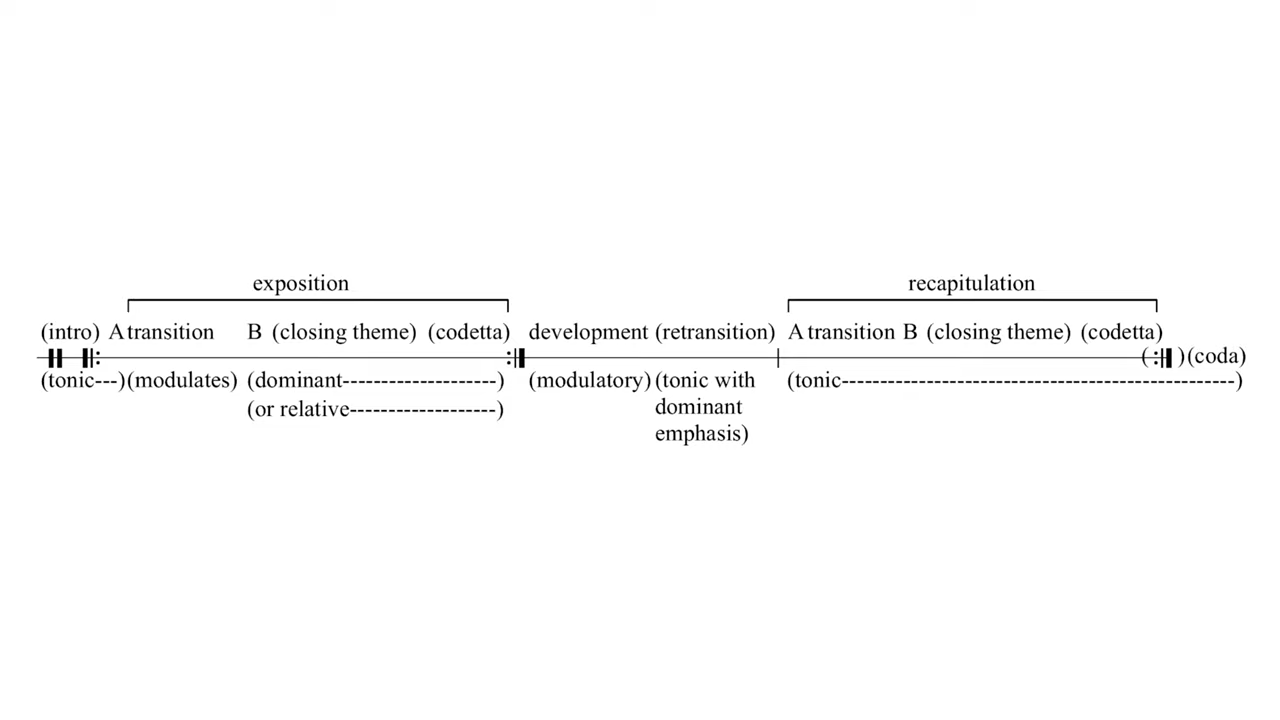 exposition recapitulation
(intro) A transition B (closing theme) (codetta) development (retransition) A transition B (closing theme) (codetta)
( :‖ ) (coda)
(tonic---) (modulates) (dominant--------------------) (modulatory) (tonic with (tonic---------------------------------------------------)
(or relative-------------------) dominant
emphasis)